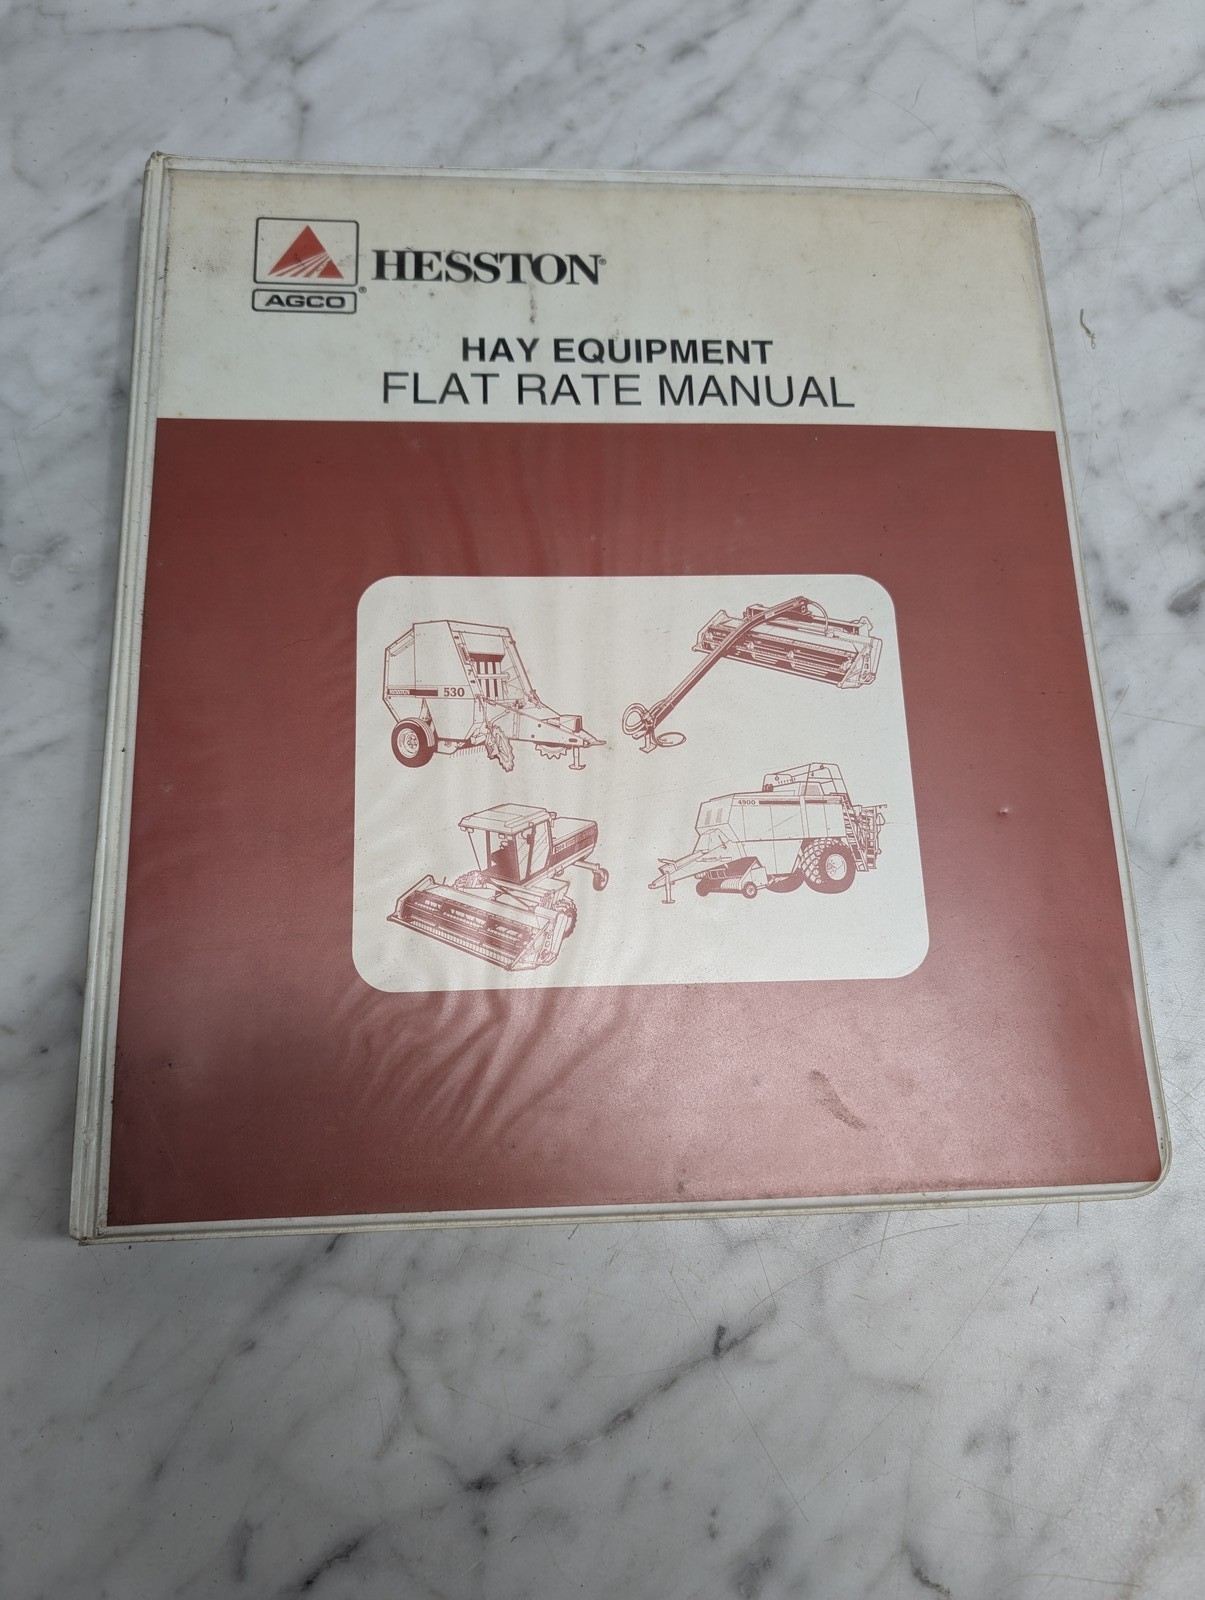 HESSTON®
AGCO®
HAY EQUIPMENT
FLAT RATE MANUAL
530
4900